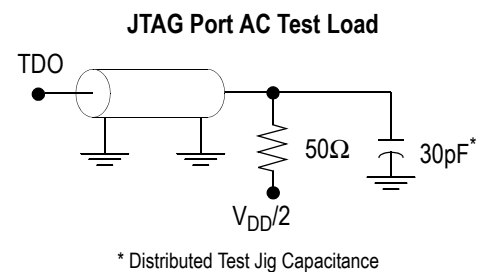 JTAG Port AC Test Load
TDO
50Ω
30pF*
VDD/2
* Distributed Test Jig Capacitance